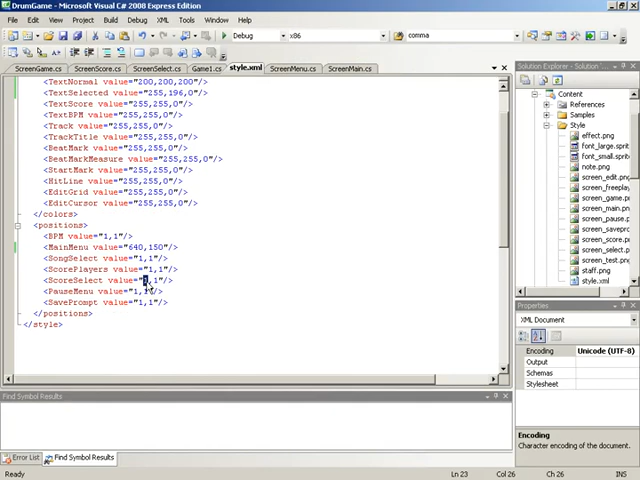 DrumGame - Microsoft Visual C# 2008 Express Edition
File Edit View Project Build Debug XML Tools Window Help
Debug x86 comma
ScreenGame.cs ScreenScore.cs ScreenSelect.cs Game1.cs style.xml ScreenMenu.cs ScreenMain.cs
<TextNormal value="200,200,200"/>
<TextSelected value="255,196,0"/>
<TextScore value="255,255,0"/>
<TextBPM value="255,255,0"/>
<Track value="255,255,0"/>
<TrackTitle value="255,255,0"/>
<BeatMark value="255,255,0"/>
<BeatMarkMeasure value="255,255,0"/>
<StartMark value="255,255,0"/>
<HitLine value="255,255,0"/>
<EditGrid value="255,255,0"/>
<EditCursor value="255,255,0"/>
</colors>
<positions>
<BPM value="1,1"/>
<MainMenu value="640,150"/>
<SongSelect value="1,1"/>
<ScorePlayers value="1,1"/>
<ScoreSelect value="1,1"/>
<PauseMenu value="1,1"/>
<SavePrompt value="1,1"/>
</positions>
</style>
Solution Explorer - Home...
Content
References
Samples
Style
effect.png
font_large.sprit
font_small.sprite
note.png
screen_edit.png
screen_freeplay
screen_game.pn
screen_main.pn
screen_pause.p
screen_savepro
screen_score.pn
screen_select.p
screen_test.png
staff.png
style.xml
Properties
XML Document
Encoding Unicode (UTF-8)
Output
Schemas
Stylesheet
Encoding
Character encoding of the document.
Find Symbol Results
Error List Find Symbol Results
Ready Ln 23 Col 26 Ch 26 INS